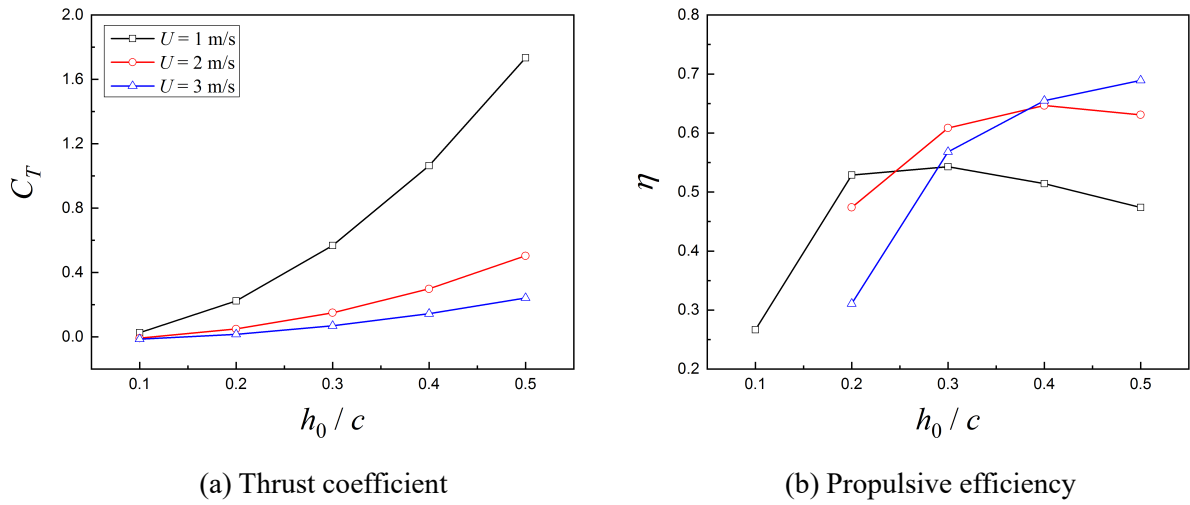 2.0
1.6
1.2
0.8
0.4
0.0
C_T
U = 1 m/s
U = 2 m/s
U = 3 m/s
0.1 0.2 0.3 0.4 0.5
h_0 / c
(a) Thrust coefficient
0.8
0.7
0.6
0.5
0.4
0.3
0.2
η
0.1 0.2 0.3 0.4 0.5
h_0 / c
(b) Propulsive efficiency